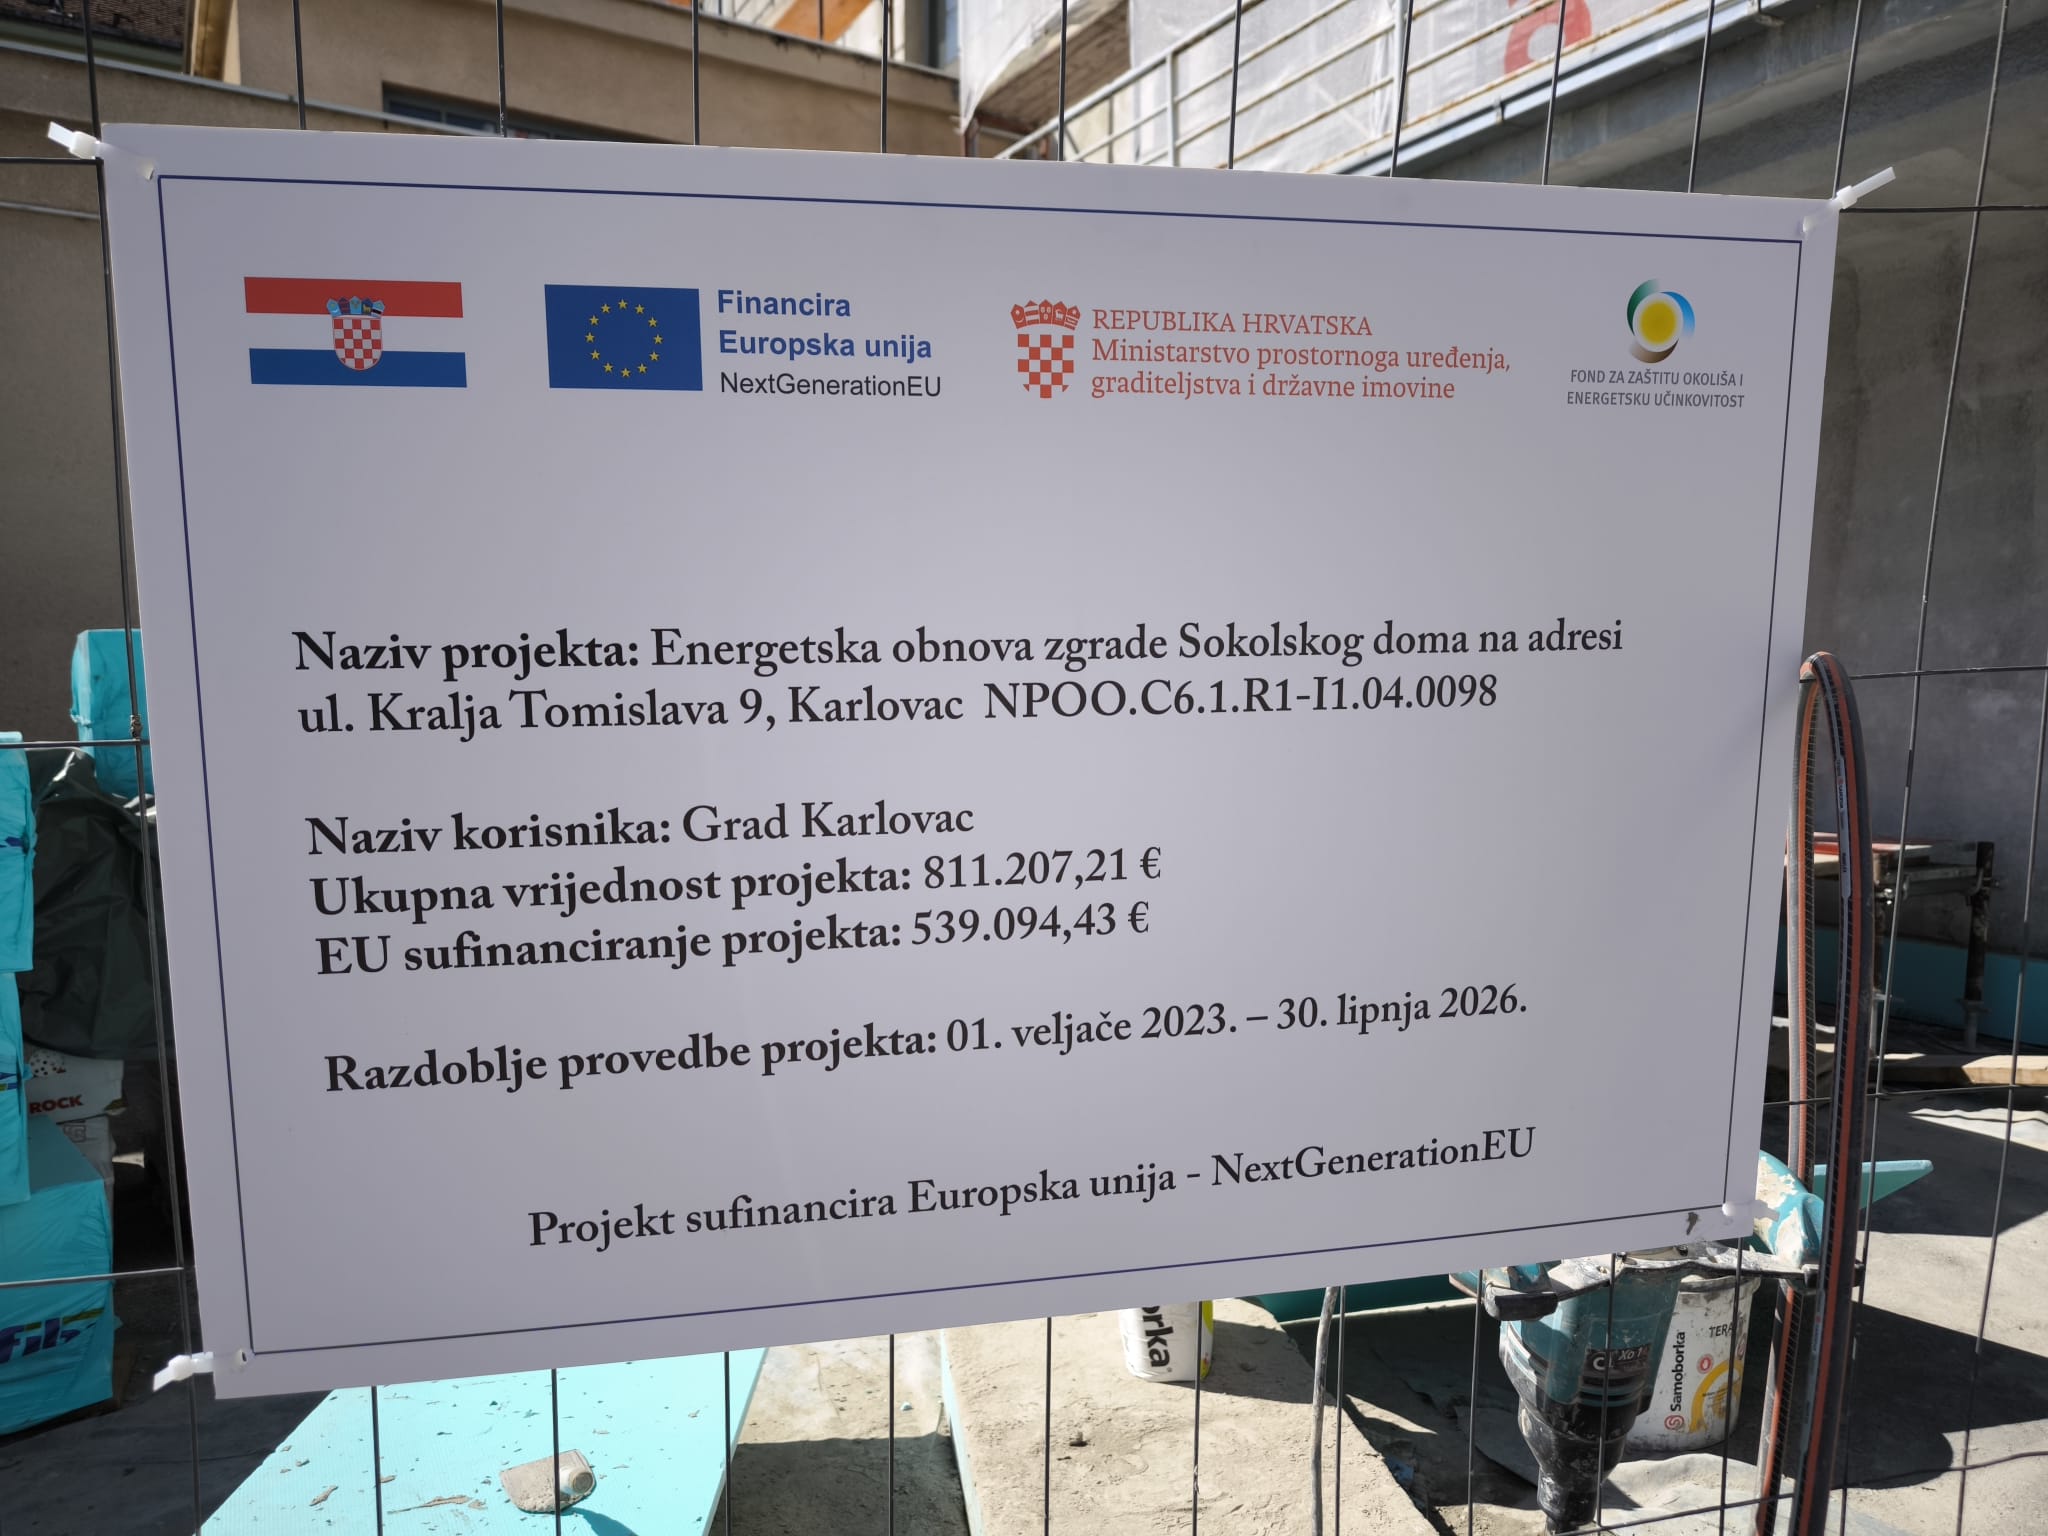 Financira
Europska unija
NextGenerationEU
REPUBLIKA HRVATSKA
Ministarstvo prostornoga uređenja,
graditeljstva i državne imovine
FOND ZA ZAŠTITU OKOLIŠA I
ENERGETSKU UČINKOVITOST
Naziv projekta: Energetska obnova zgrade Sokolskog doma na adresi
ul. Kralja Tomislava 9, Karlovac NPOO.C6.1.R1-I1.04.0098
Naziv korisnika: Grad Karlovac
Ukupna vrijednost projekta: 811.207,21 €
EU sufinanciranje projekta: 539.094,43 €
Razdoblje provedbe projekta: 01. veljače 2023. – 30. lipnja 2026.
Projekt sufinancira Europska unija - NextGenerationEU
ROCK
orka
Samoborka